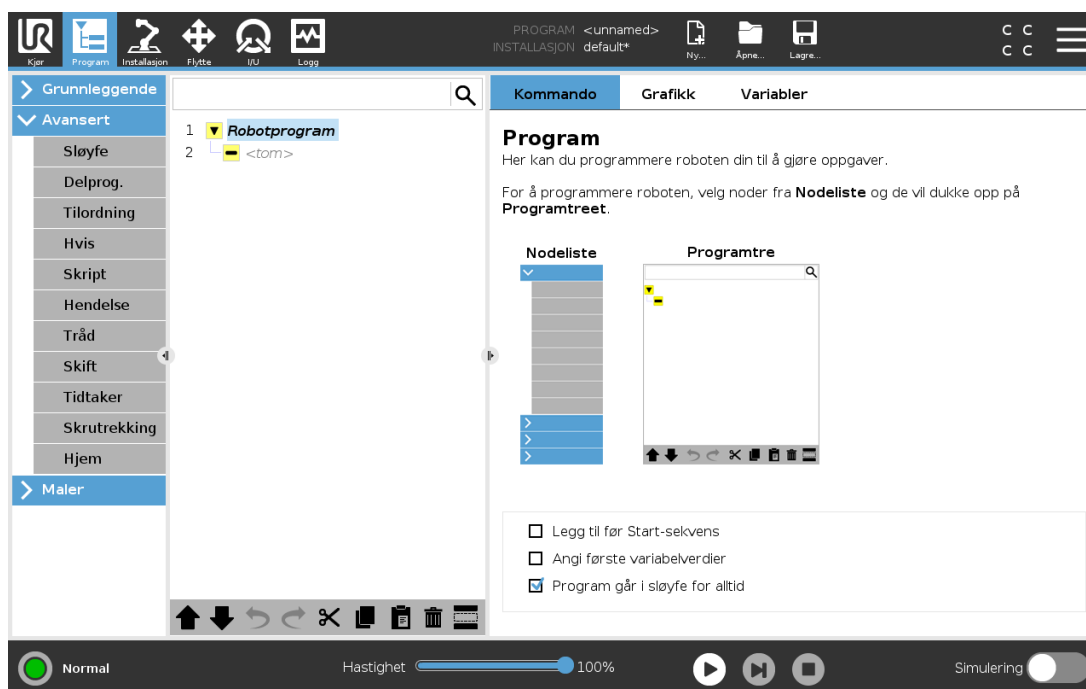 PROGRAM <unnamed>
INSTALLASJON default*
UR
Kjør
Program
Installasjon
Flytte
I/U
Logg
Ny...
Åpne...
Lagre...
C C
C C
Grunnleggende
Avansert
Sløyfe
Delprog.
Tilordning
Hvis
Skript
Hendelse
Tråd
Skift
Tidtaker
Skrutrekking
Hjem
Maler
1 Robotprogram
2 <tom>
Kommando
Grafikk
Variabler
Program
Her kan du programmere roboten din til å gjøre oppgaver.
For å programmere roboten, velg noder fra Nodeliste og de vil dukke opp på
Programtreet.
Nodeliste
Programtre
Legg til før Start-sekvens
Angi første variabelverdier
Program går i sløyfe for alltid
Normal
Hastighet
100%
Simulering